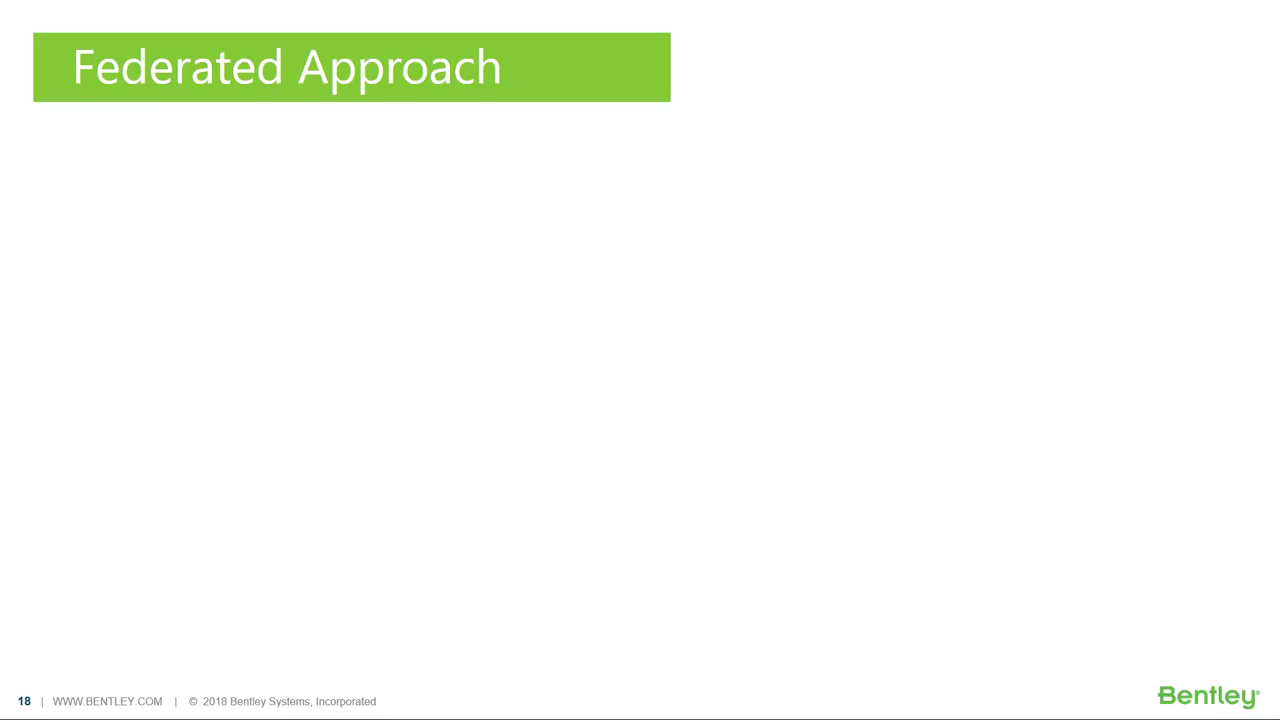 Federated Approach
18 | WWW.BENTLEY.COM | © 2018 Bentley Systems, Incorporated
Bentley®